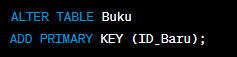 ALTER TABLE Buku
ADD PRIMARY KEY (ID_Baru);